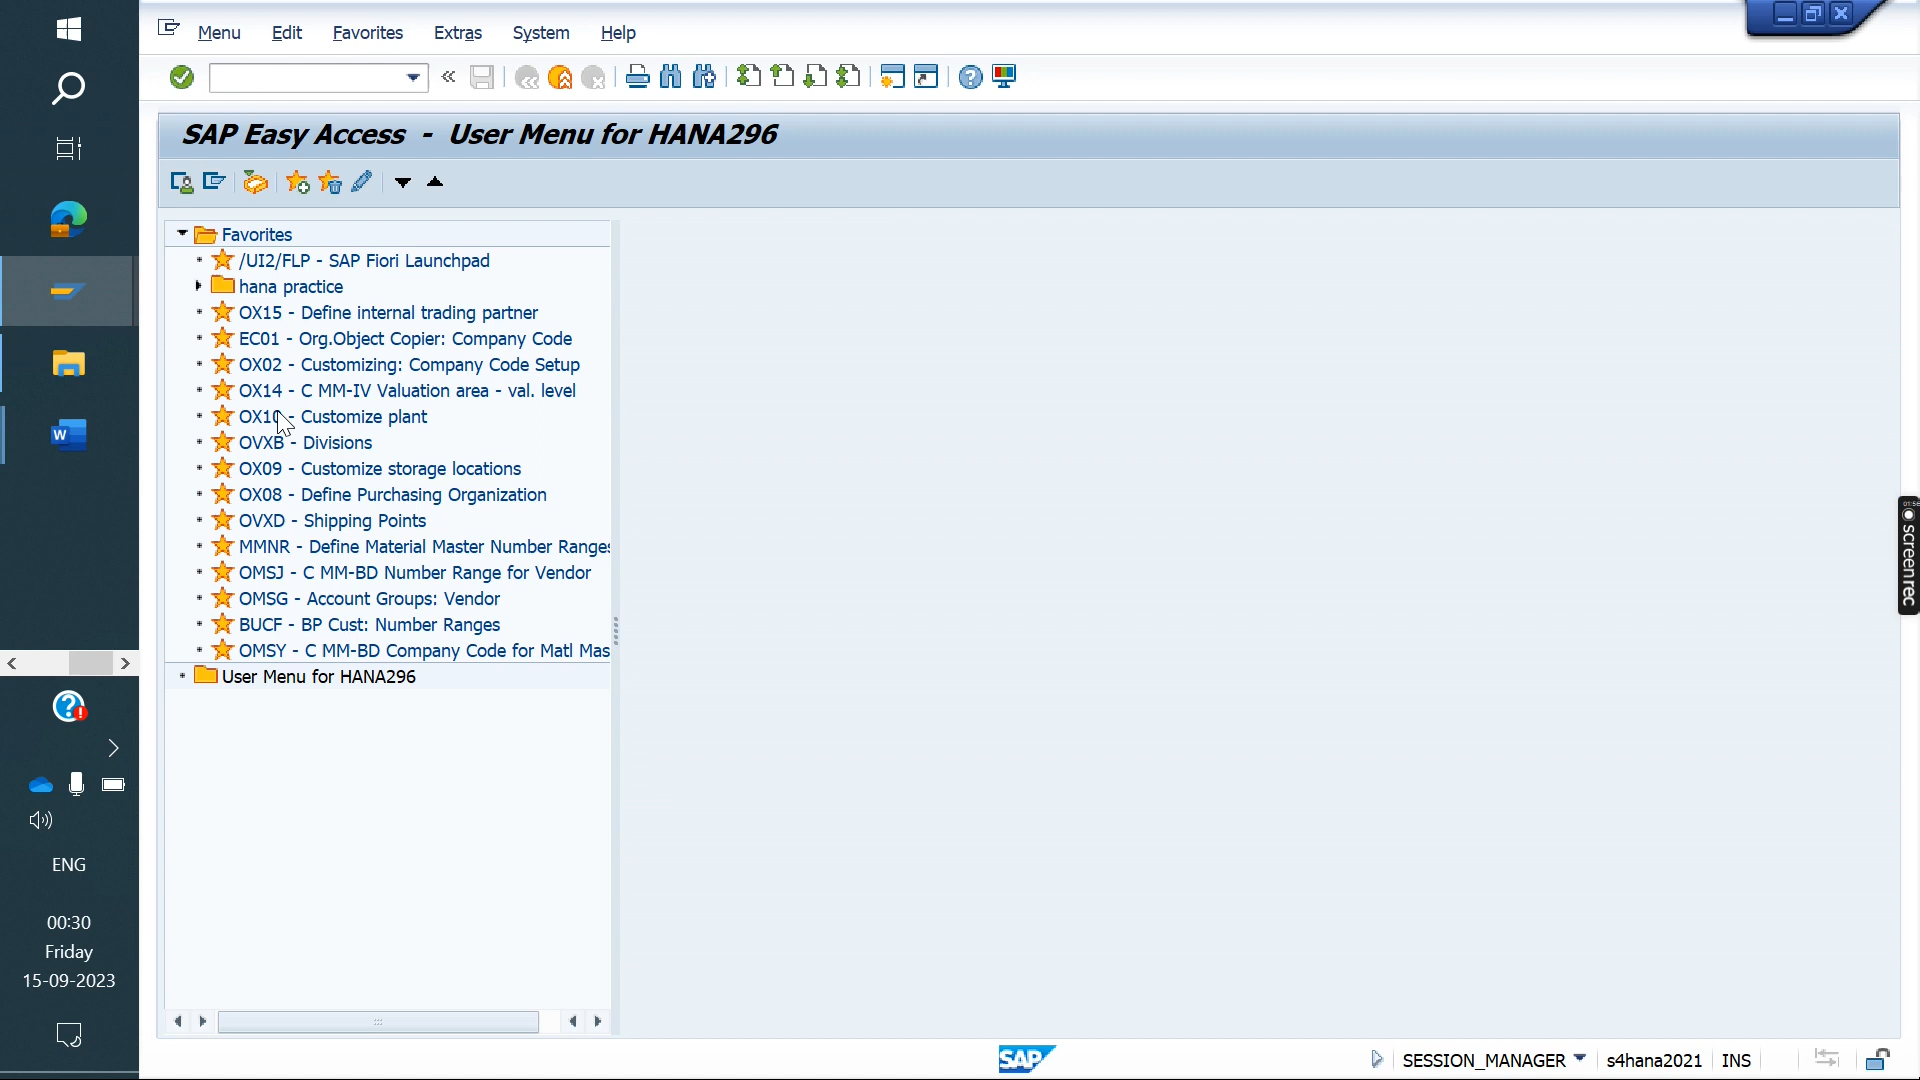 Menu Edit Favorites Extras System Help
SAP Easy Access - User Menu for HANA296
Favorites
/UI2/FLP - SAP Fiori Launchpad
hana practice
OX15 - Define internal trading partner
EC01 - Org.Object Copier: Company Code
OX02 - Customizing: Company Code Setup
OX14 - C MM-IV Valuation area - val. level
OX10 - Customize plant
OVXB - Divisions
OX09 - Customize storage locations
OX08 - Define Purchasing Organization
OVXD - Shipping Points
MMNR - Define Material Master Number Ranges
OMSJ - C MM-BD Number Range for Vendor
OMSG - Account Groups: Vendor
BUCF - BP Cust: Number Ranges
OMSY - C MM-BD Company Code for Matl Mas
User Menu for HANA296
W
ENG
00:30
Friday
15-09-2023
screenrec
SAP
SESSION_MANAGER s4hana2021 INS